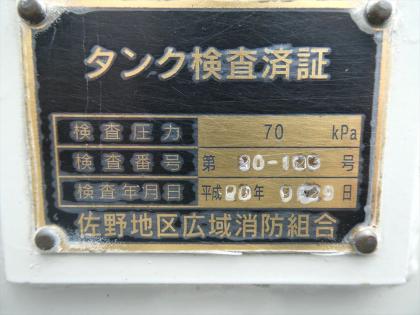 タンク検査済証
検査圧力 70 kPa
検査番号 第 号
検査年月日 平成 年 日
佐野地区広域消防組合